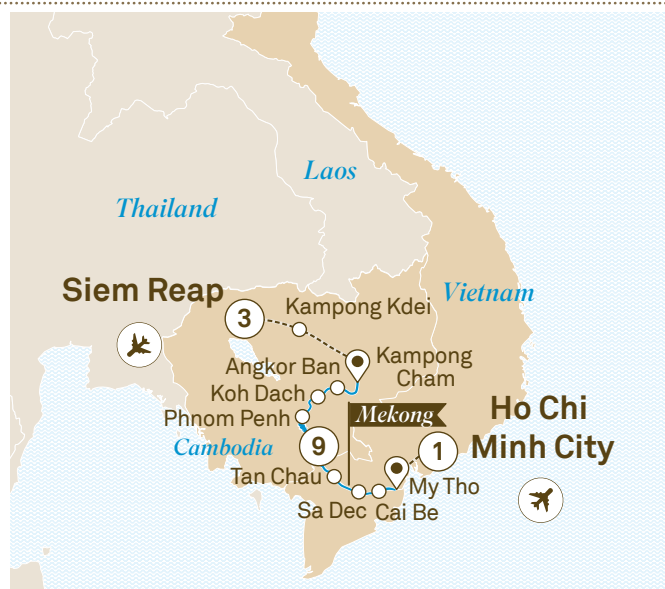 Laos
Thailand
Siem Reap
Vietnam
3
Kampong Kdei
Angkor Ban
Kampong
Cham
Koh Dach
Phnom Penh
Mekong
Ho Chi
Minh City
Cambodia
9
1
Tan Chau
My Tho
Sa Dec
Cai Be